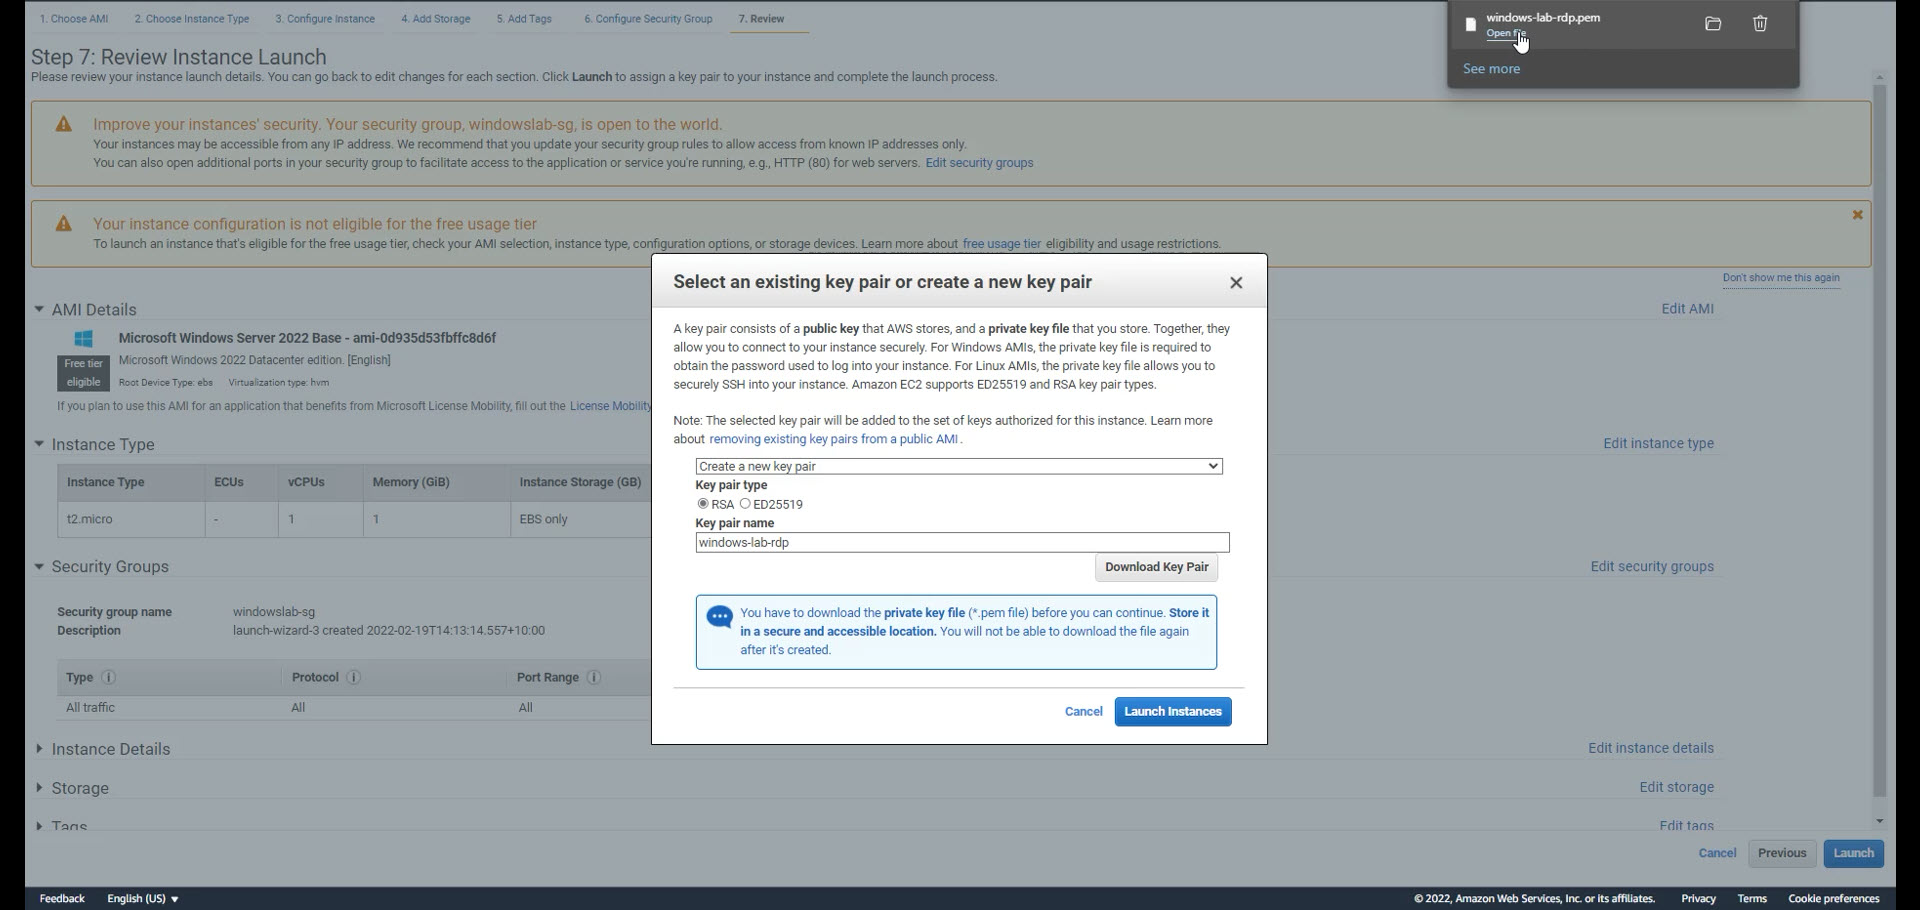 1. Choose AMI
2. Choose Instance Type
3. Configure Instance
4. Add Storage
5. Add Tags
6. Configure Security Group
7. Review
windows-lab-rdp.pem
Open file
See more
Step 7: Review Instance Launch
Please review your instance launch details. You can go back to edit changes for each section. Click Launch to assign a key pair to your instance and complete the launch process.
Improve your instances' security. Your security group, windowslab-sg, is open to the world.
Your instances may be accessible from any IP address. We recommend that you update your security group rules to allow access from known IP addresses only.
You can also open additional ports in your security group to facilitate access to the application or service you're running, e.g., HTTP (80) for web servers. Edit security groups
Your instance configuration is not eligible for the free usage tier
To launch an instance that's eligible for the free usage tier, check your AMI selection, instance type, configuration options, or storage devices. Learn more about free usage tier eligibility and usage restrictions.
Don't show me this again
AMI Details
Edit AMI
Microsoft Windows Server 2022 Base - ami-0d935d53fbffc8d6f
Free tier
eligible
Microsoft Windows 2022 Datacenter edition. [English]
Root Device Type: ebs Virtualization type: hvm
If you plan to use this AMI for an application that benefits from Microsoft License Mobility, fill out the License Mobility
Instance Type
Edit instance type
Instance Type ECUs vCPUs Memory (GiB) Instance Storage (GB)
t2.micro - 1 1 EBS only
Security Groups
Edit security groups
Security group name windowslab-sg
Description launch-wizard-3 created 2022-02-19T14:13:14.557+10:00
Type Protocol Port Range
All traffic All All
Instance Details
Edit instance details
Storage
Edit storage
Tags
Edit tags
Select an existing key pair or create a new key pair
A key pair consists of a public key that AWS stores, and a private key file that you store. Together, they
allow you to connect to your instance securely. For Windows AMIs, the private key file is required to
obtain the password used to log into your instance. For Linux AMIs, the private key file allows you to
securely SSH into your instance. Amazon EC2 supports ED25519 and RSA key pair types.
Note: The selected key pair will be added to the set of keys authorized for this instance. Learn more
about removing existing key pairs from a public AMI.
Create a new key pair
Key pair type
RSA ED25519
Key pair name
windows-lab-rdp
Download Key Pair
You have to download the private key file (*.pem file) before you can continue. Store it
in a secure and accessible location. You will not be able to download the file again
after it's created.
Cancel Launch Instances
Cancel Previous Launch
Feedback English (US)
© 2022, Amazon Web Services, Inc. or its affiliates. Privacy Terms Cookie preferences